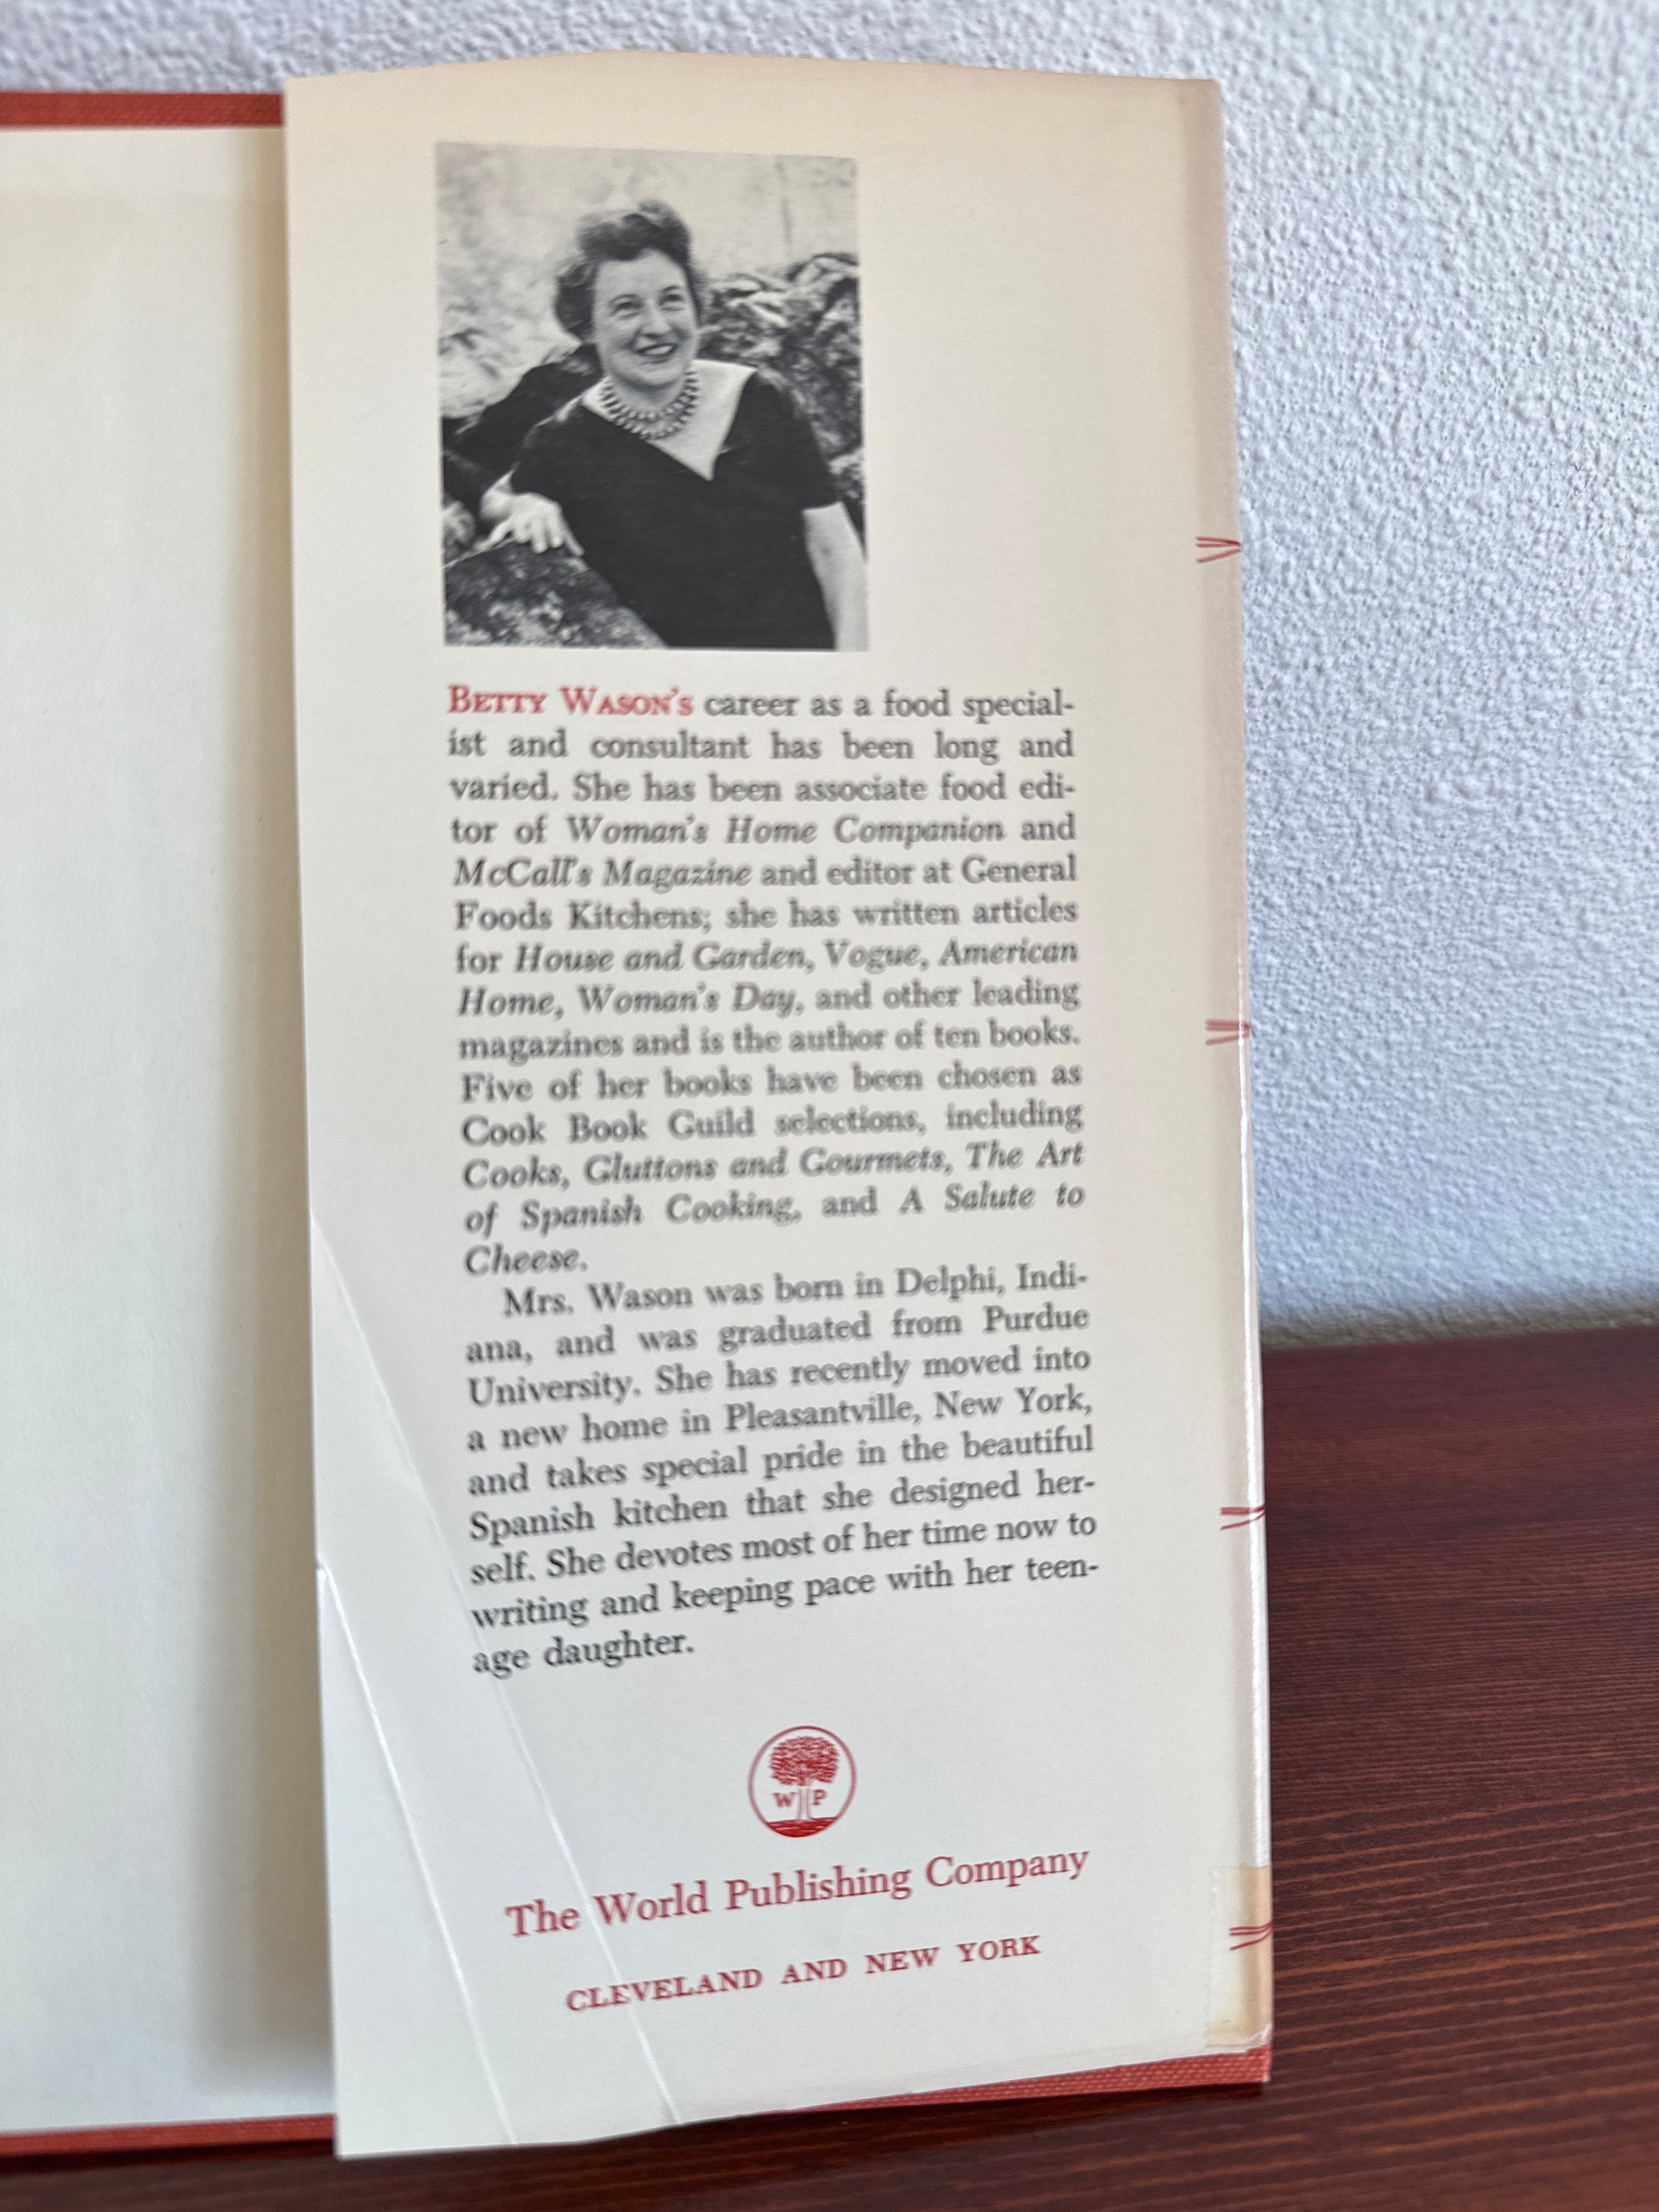 BETTY WASON'S career as a food special-
ist and consultant has been long and
varied. She has been associate food edi-
tor of Woman's Home Companion and
McCall's Magazine and editor at General
Foods Kitchens; she has written articles
for House and Garden, Vogue, American
Home, Woman's Day, and other leading
magazines and is the author of ten books.
Five of her books have been chosen as
Cook Book Guild selections, including
Cooks, Gluttons and Gourmets, The Art
of Spanish Cooking, and A Salute to
Cheese.
Mrs. Wason was born in Delphi, Indi-
ana, and was graduated from Purdue
University. She has recently moved into
a new home in Pleasantville, New York,
and takes special pride in the beautiful
Spanish kitchen that she designed her-
self. She devotes most of her time now to
writing and keeping pace with her teen-
age daughter.
W P
The World Publishing Company
CLEVELAND AND NEW YORK